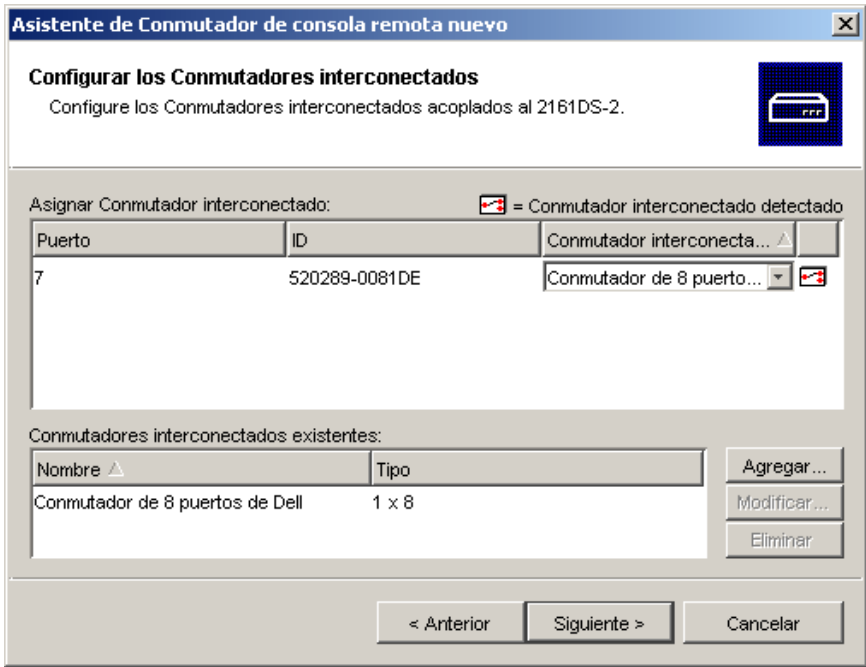 Asistente de Conmutador de consola remota nuevo
Configurar los Conmutadores interconectados
Configure los Conmutadores interconectados acoplados al 2161DS-2.
Asignar Conmutador interconectado:
= Conmutador interconectado detectado
Puerto ID Conmutador interconecta...
7 520289-0081DE Conmutador de 8 puerto...
Conmutadores interconectados existentes:
Nombre Tipo
Conmutador de 8 puertos de Dell 1 x 8
Agregar...
Modificar...
Eliminar
< Anterior Siguiente > Cancelar